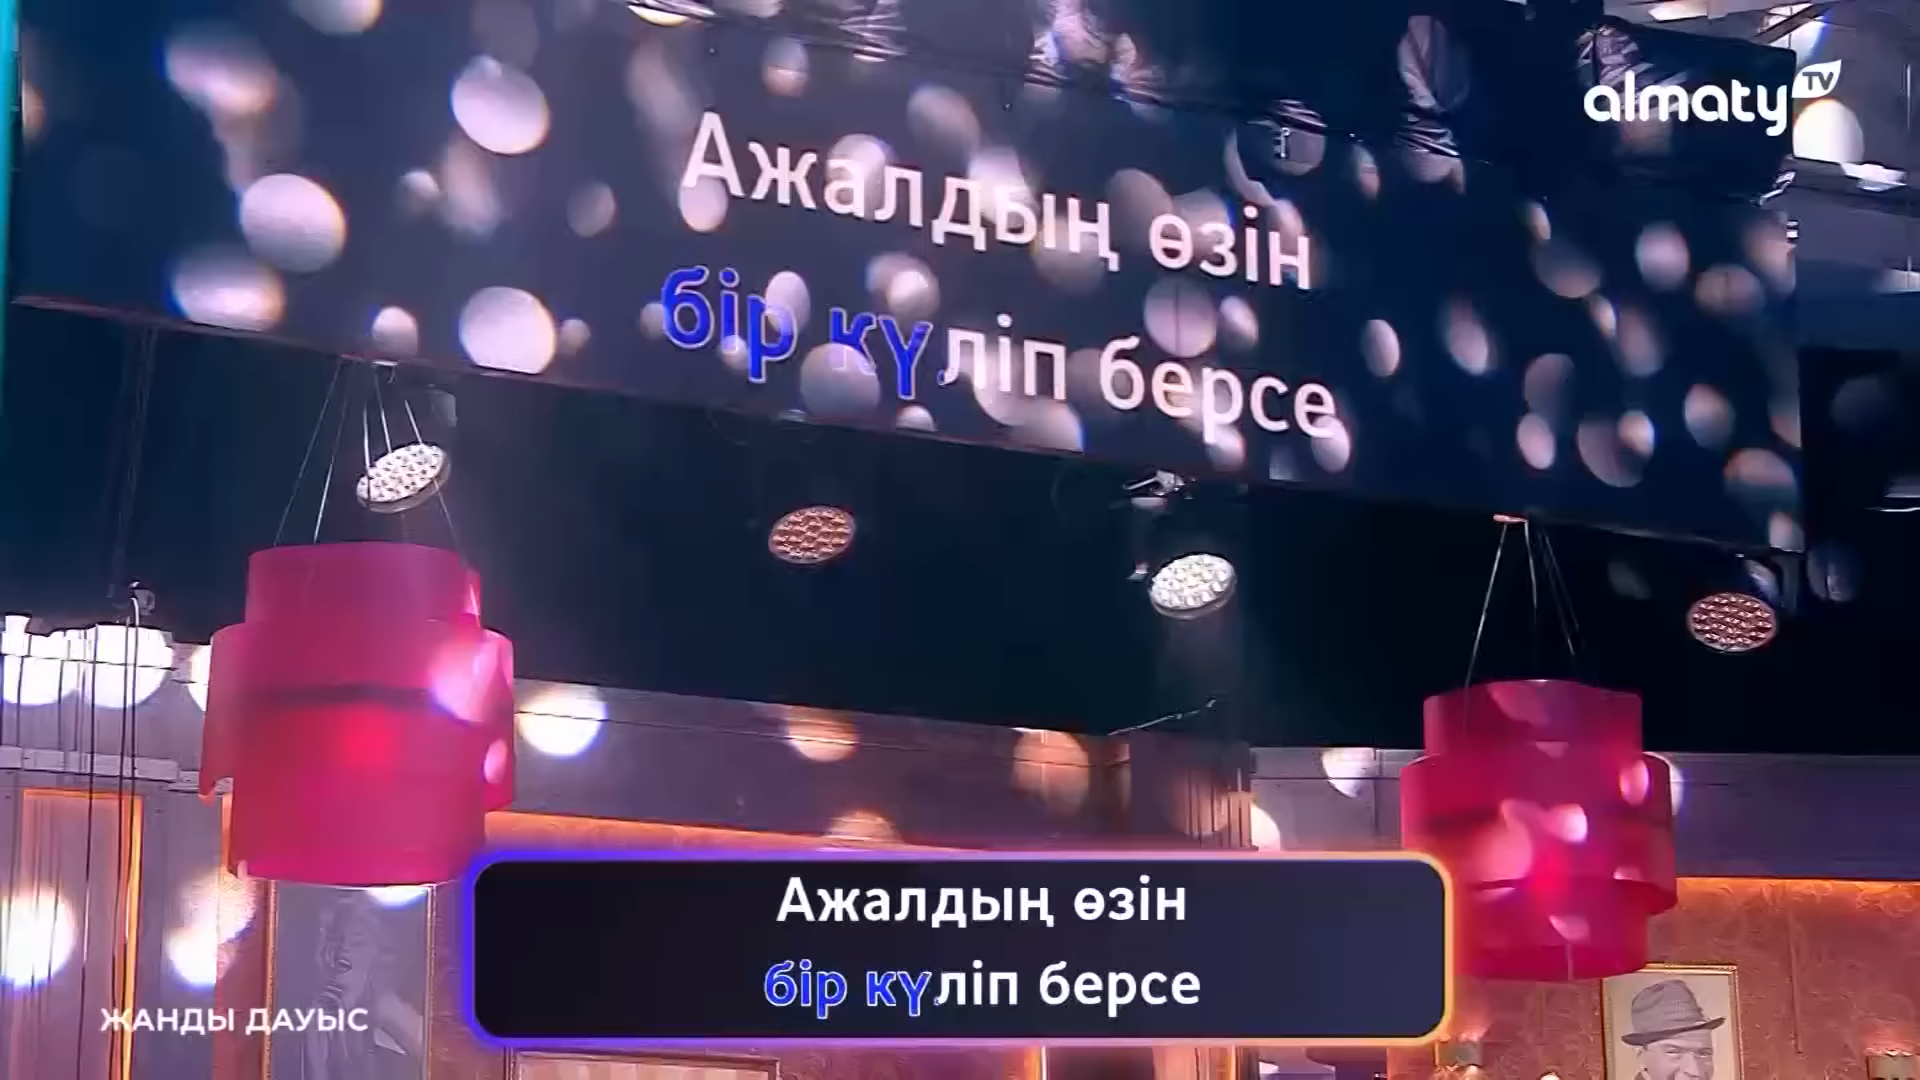 almaty TV
Ажалдың өзін
бір күліп берсе
Ажалдың өзін
бір күліп берсе
ЖАНДЫ ДАУЫС